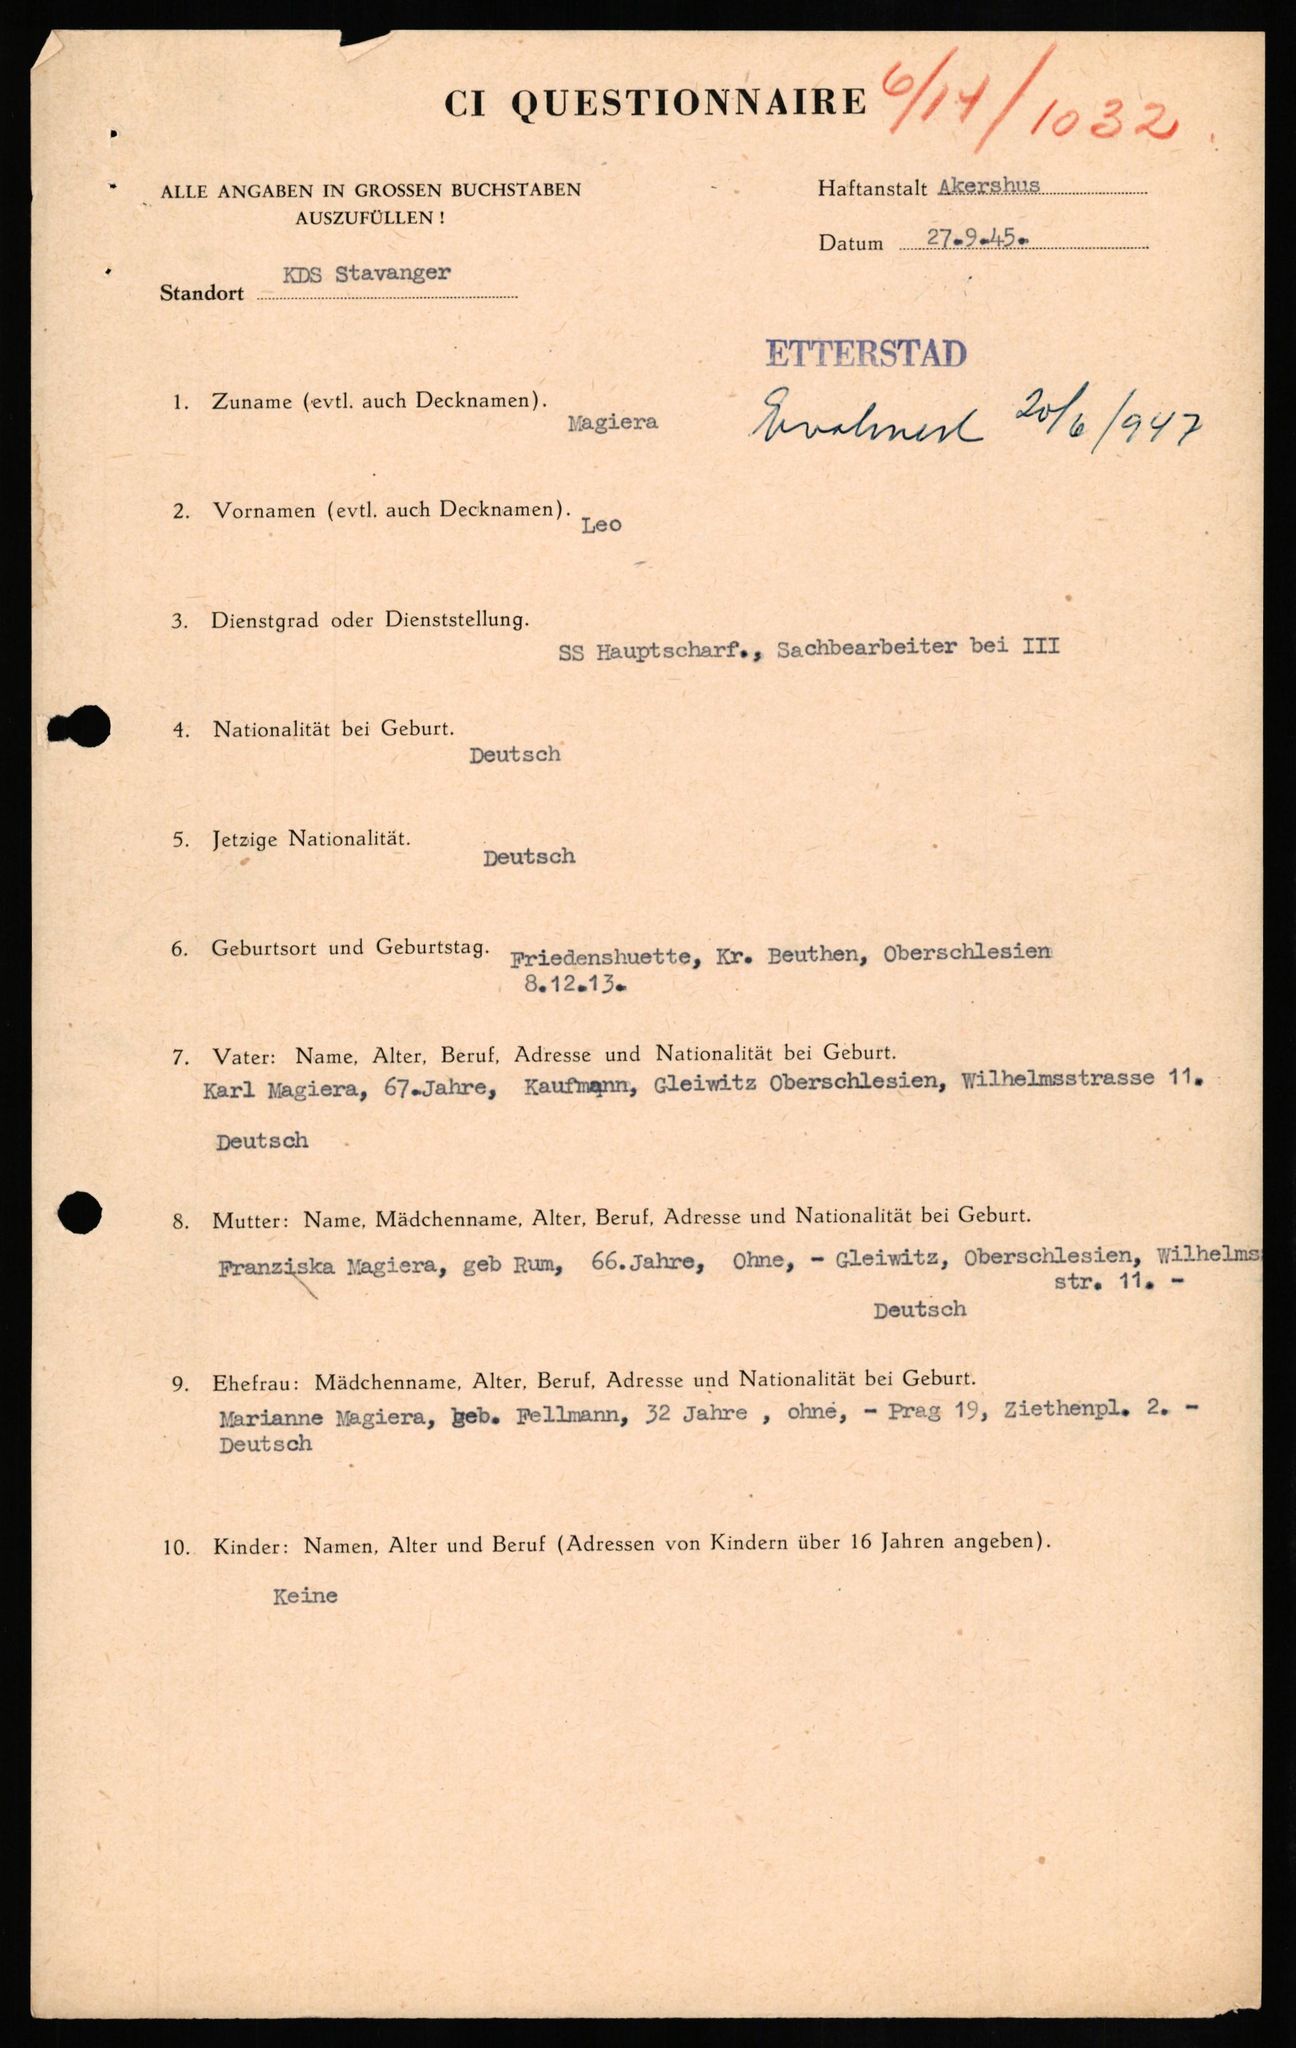 CI QUESTIONNAIRE 6/14/1032
ALLE ANGABEN IN GROSSEN BUCHSTABEN
AUSZUFÜLLEN !
Haftanstalt Akershus
Datum 27.9.45.
Standort KDS Stavanger
ETTERSTAD
20/6/947
1. Zuname (evtl. auch Decknamen).
Magiera
2. Vornamen (evtl. auch Decknamen).
Leo
3. Dienstgrad oder Dienststellung.
SS Hauptscharf., Sachbearbeiter bei III
4. Nationalität bei Geburt.
Deutsch
5. Jetzige Nationalität.
Deutsch
6. Geburtsort und Geburtstag. Friedenshuette, Kr. Beuthen, Oberschlesien
8.12.13.
7. Vater: Name, Alter, Beruf, Adresse und Nationalität bei Geburt.
Karl Magiera, 67.Jahre, Kaufmann, Gleiwitz Oberschlesien, Wilhelmsstrasse 11.
Deutsch
8. Mutter: Name, Mädchenname, Alter, Beruf, Adresse und Nationalität bei Geburt.
Franziska Magiera, geb Rum, 66.Jahre, Ohne, - Gleiwitz, Oberschlesien, Wilhelms
str. 11. -
Deutsch
9. Ehefrau: Mädchenname, Alter, Beruf, Adresse und Nationalität bei Geburt.
Marianne Magiera, geb. Fellmann, 32 Jahre , ohne, - Prag 19, Ziethenpl. 2. -
Deutsch
10. Kinder: Namen, Alter und Beruf (Adressen von Kindern über 16 Jahren angeben).
Keine